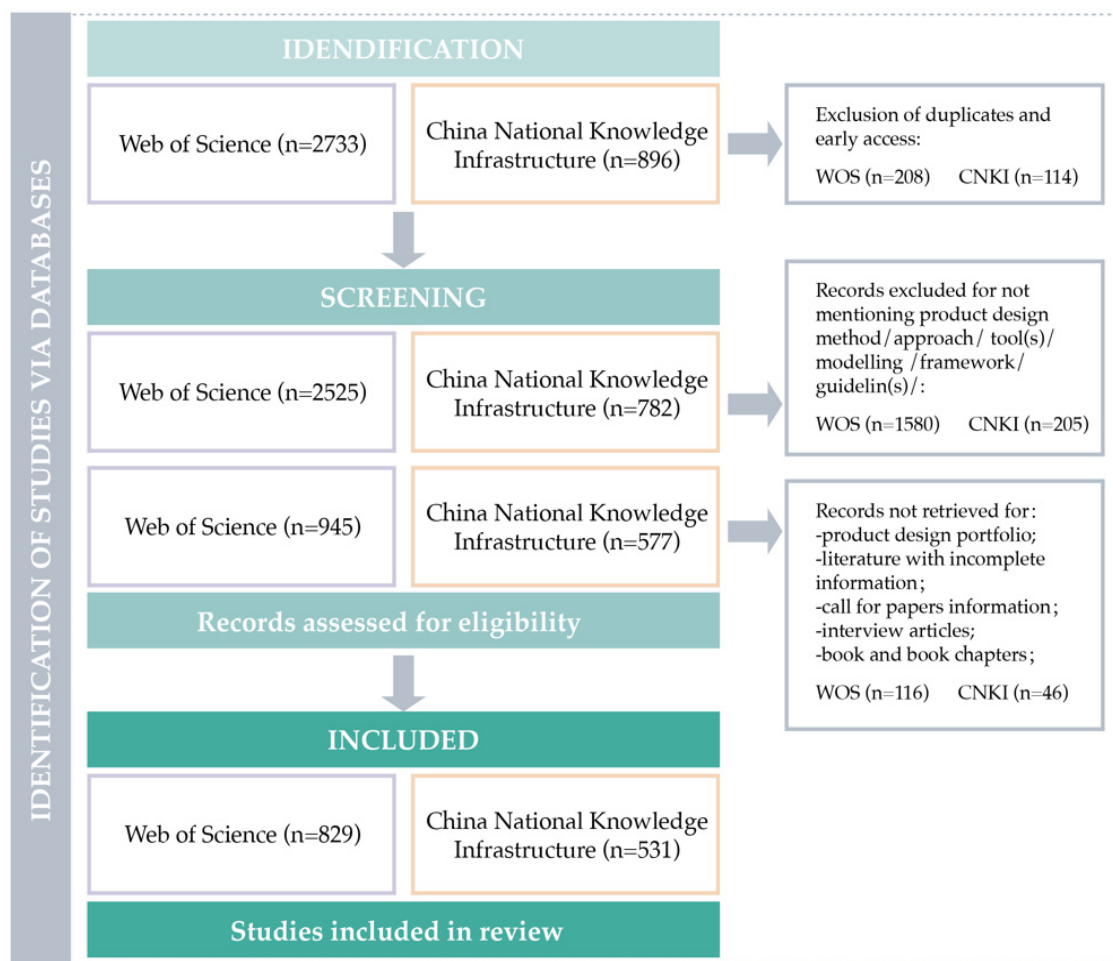 IDENTIFICATION OF STUDIES VIA DATABASES
IDENDIFICATION
Web of Science (n=2733)
China National Knowledge
Infrastructure (n=896)
Exclusion of duplicates and
early access:
WOS (n=208) CNKI (n=114)
SCREENING
Web of Science (n=2525)
China National Knowledge
Infrastructure (n=782)
Records excluded for not
mentioning product design
method/approach/ tool(s)/
modelling /framework/
guidelin(s)/:
WOS (n=1580) CNKI (n=205)
Web of Science (n=945)
China National Knowledge
Infrastructure (n=577)
Records not retrieved for:
-product design portfolio;
-literature with incomplete
information;
-call for papers information;
-interview articles;
-book and book chapters;
WOS (n=116) CNKI (n=46)
Records assessed for eligibility
INCLUDED
Web of Science (n=829)
China National Knowledge
Infrastructure (n=531)
Studies included in review